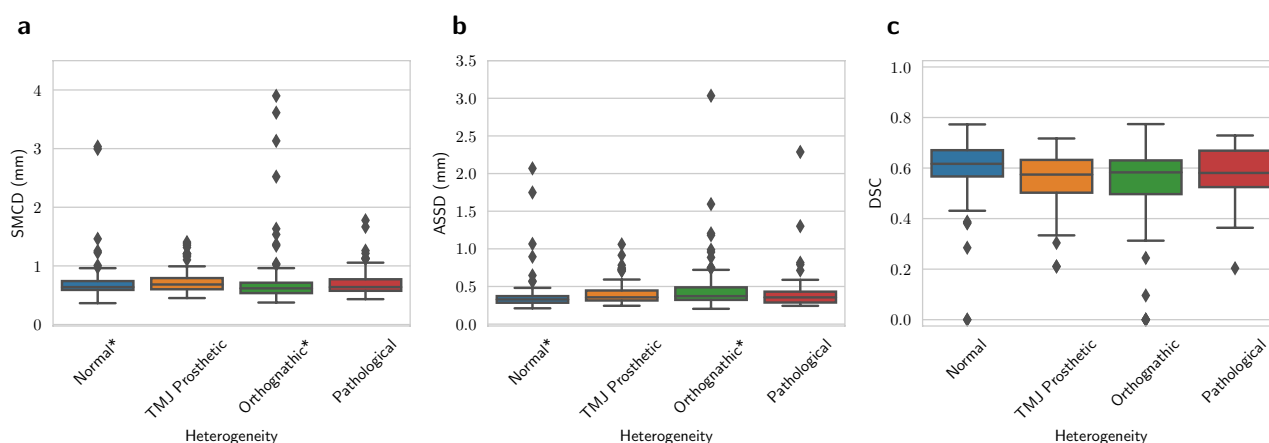 a
SMCD (mm)
4
3
2
1
0
Normal*
TMJ Prosthetic
Orthognathic*
Pathological
Heterogeneity
b
ASSD (mm)
3.5
3.0
2.5
2.0
1.5
1.0
0.5
0.0
Normal*
TMJ Prosthetic
Orthognathic*
Pathological
Heterogeneity
c
DSC
1.0
0.8
0.6
0.4
0.2
0.0
Normal
TMJ Prosthetic
Orthognathic
Pathological
Heterogeneity